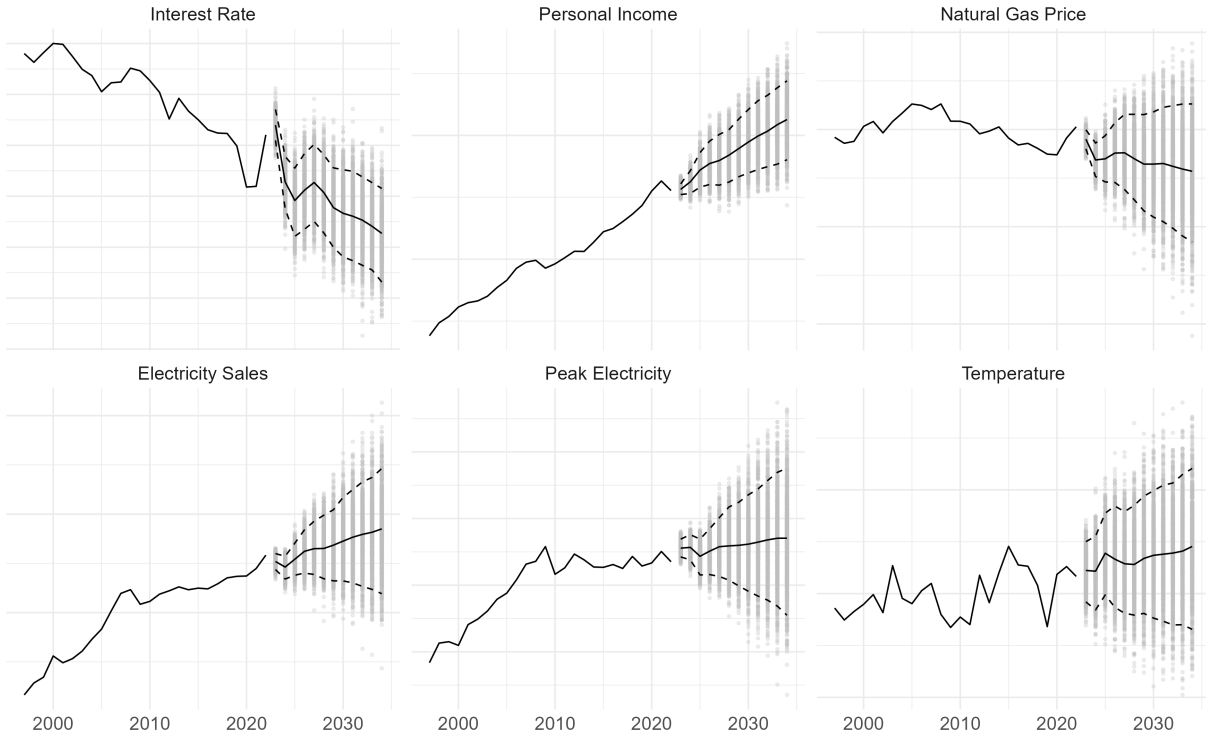 Interest Rate
Personal Income
Natural Gas Price
Electricity Sales
Peak Electricity
Temperature
2000 2010 2020 2030
2000 2010 2020 2030
2000 2010 2020 2030